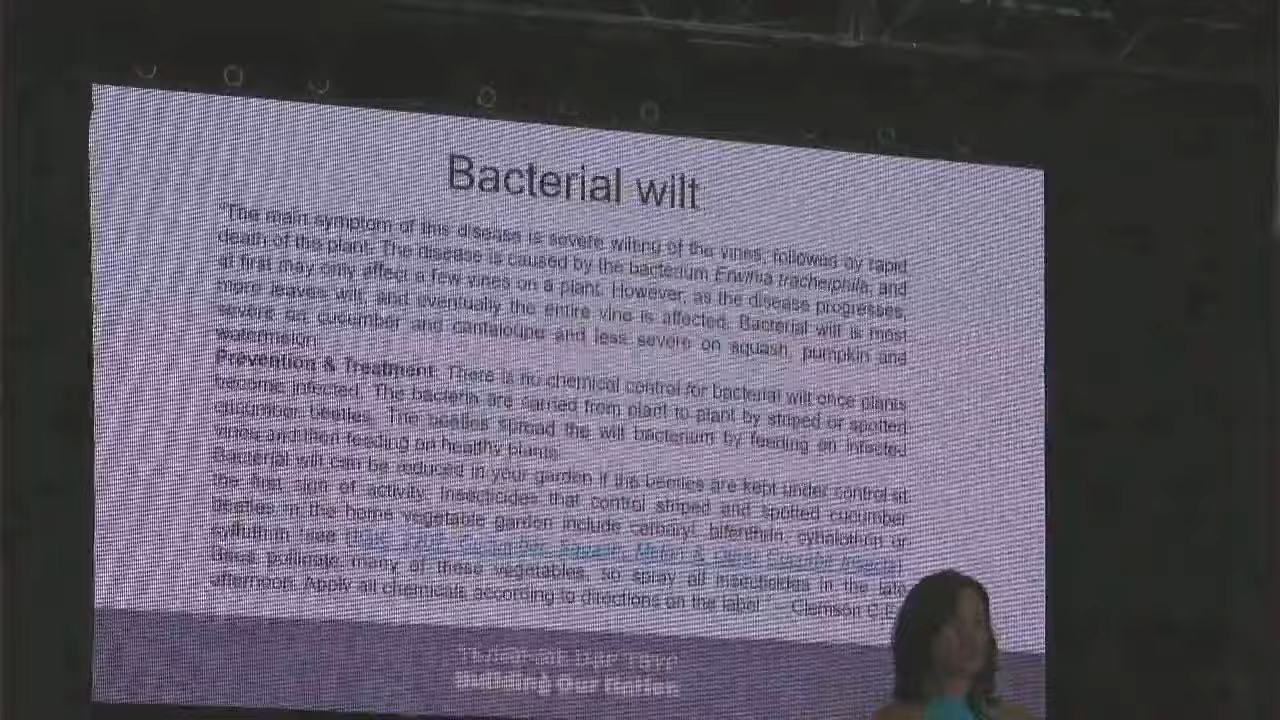 Bacterial wilt
"The main symptom of this disease is severe wilting of the vines, followed by rapid
death of the plant. The disease is caused by the bacterium Erwinia tracheiphila, and
at first may only affect a few vines on a plant. However, as the disease progresses,
more leaves wilt, and eventually the entire vine is affected. Bacterial wilt is most
severe on cucumber and cantaloupe and less severe on squash, pumpkin and
watermelon.
Prevention & Treatment: There is no chemical control for bacterial wilt once plants
become infected. The bacteria are carried from plant to plant by striped or spotted
cucumber beetles. The beetles spread the wilt bacterium by feeding on infected
vines and then feeding on healthy plants.
Bacterial wilt can be reduced in your garden if the beetles are kept under control at
the first sign of activity. Insecticides that control striped and spotted cucumber
beetles in the home vegetable garden include carbaryl, bifenthrin, cyhalothrin or
cyfluthrin (see Cucumber, Squash, Melon & Other Cucurbit Insects).
Bees pollinate many of these vegetables, so spray all insecticides in the late
afternoon. Apply all chemicals according to directions on the label." – Clemson C.E.
Building Our Nation